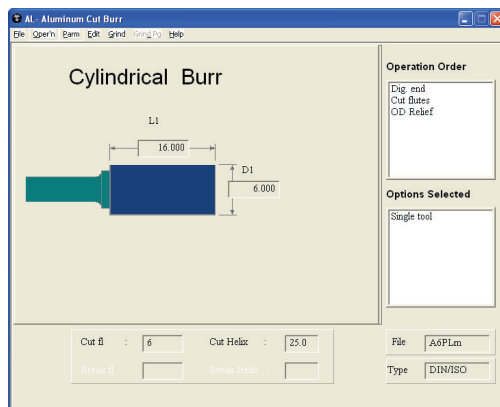 AL - Aluminum Cut Burr
File Oper'n Parm Edit Grind Grind Pg Help
Cylindrical Burr
L1
16.000
D1
6.000
Operation Order
Dig. end
Cut flutes
OD Relief
Options Selected
Single tool
Cut fl : 6 Cut Helix : 25.0
Break fl Break Helix
File A6PLm
Type DIN/ISO